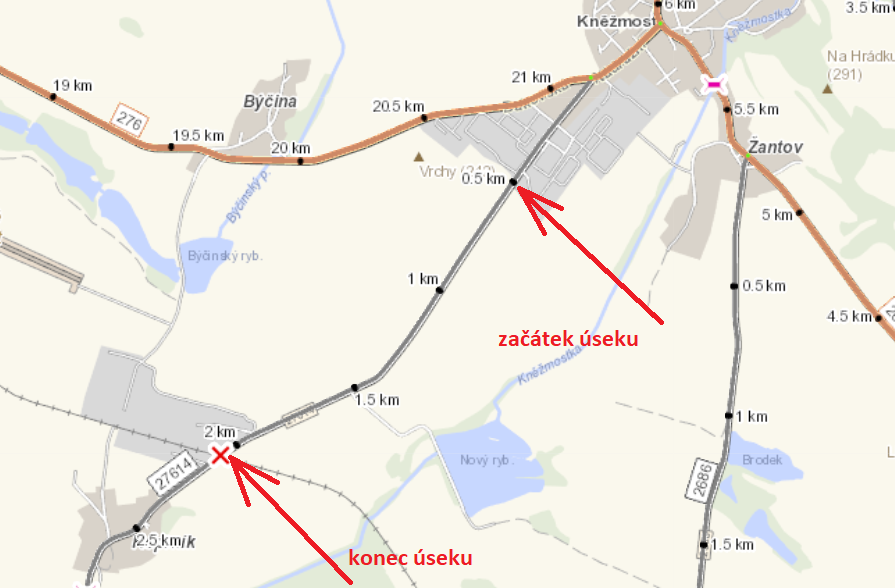 6 km
3.5 km
Kněžmost
Kněžmostka
Na Hrádku
(291)
21 km
19 km
Býčina
20.5 km
276
5.5 km
19.5 km
20 km
Žantov
Vrchy
0.5 km
Býčinský p.
5 km
Býčinský ryb.
1 km
0.5 km
4.5 km
začátek úseku
Kněžmostka
1.5 km
1 km
2 km
27614
Nový ryb.
Brodek
2686
2.5 km
1.5 km
konec úseku